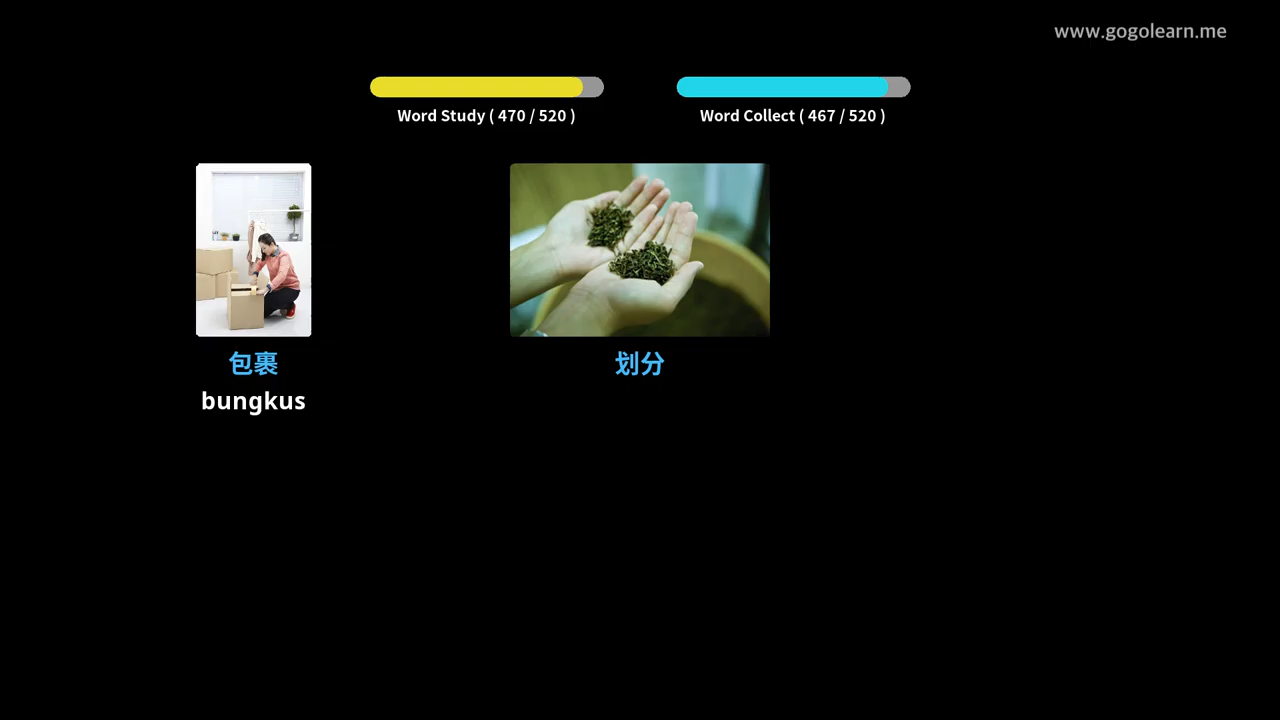 www.gogolearn.me
Word Study ( 470 / 520 )
Word Collect ( 467 / 520 )
包裹
划分
bungkus